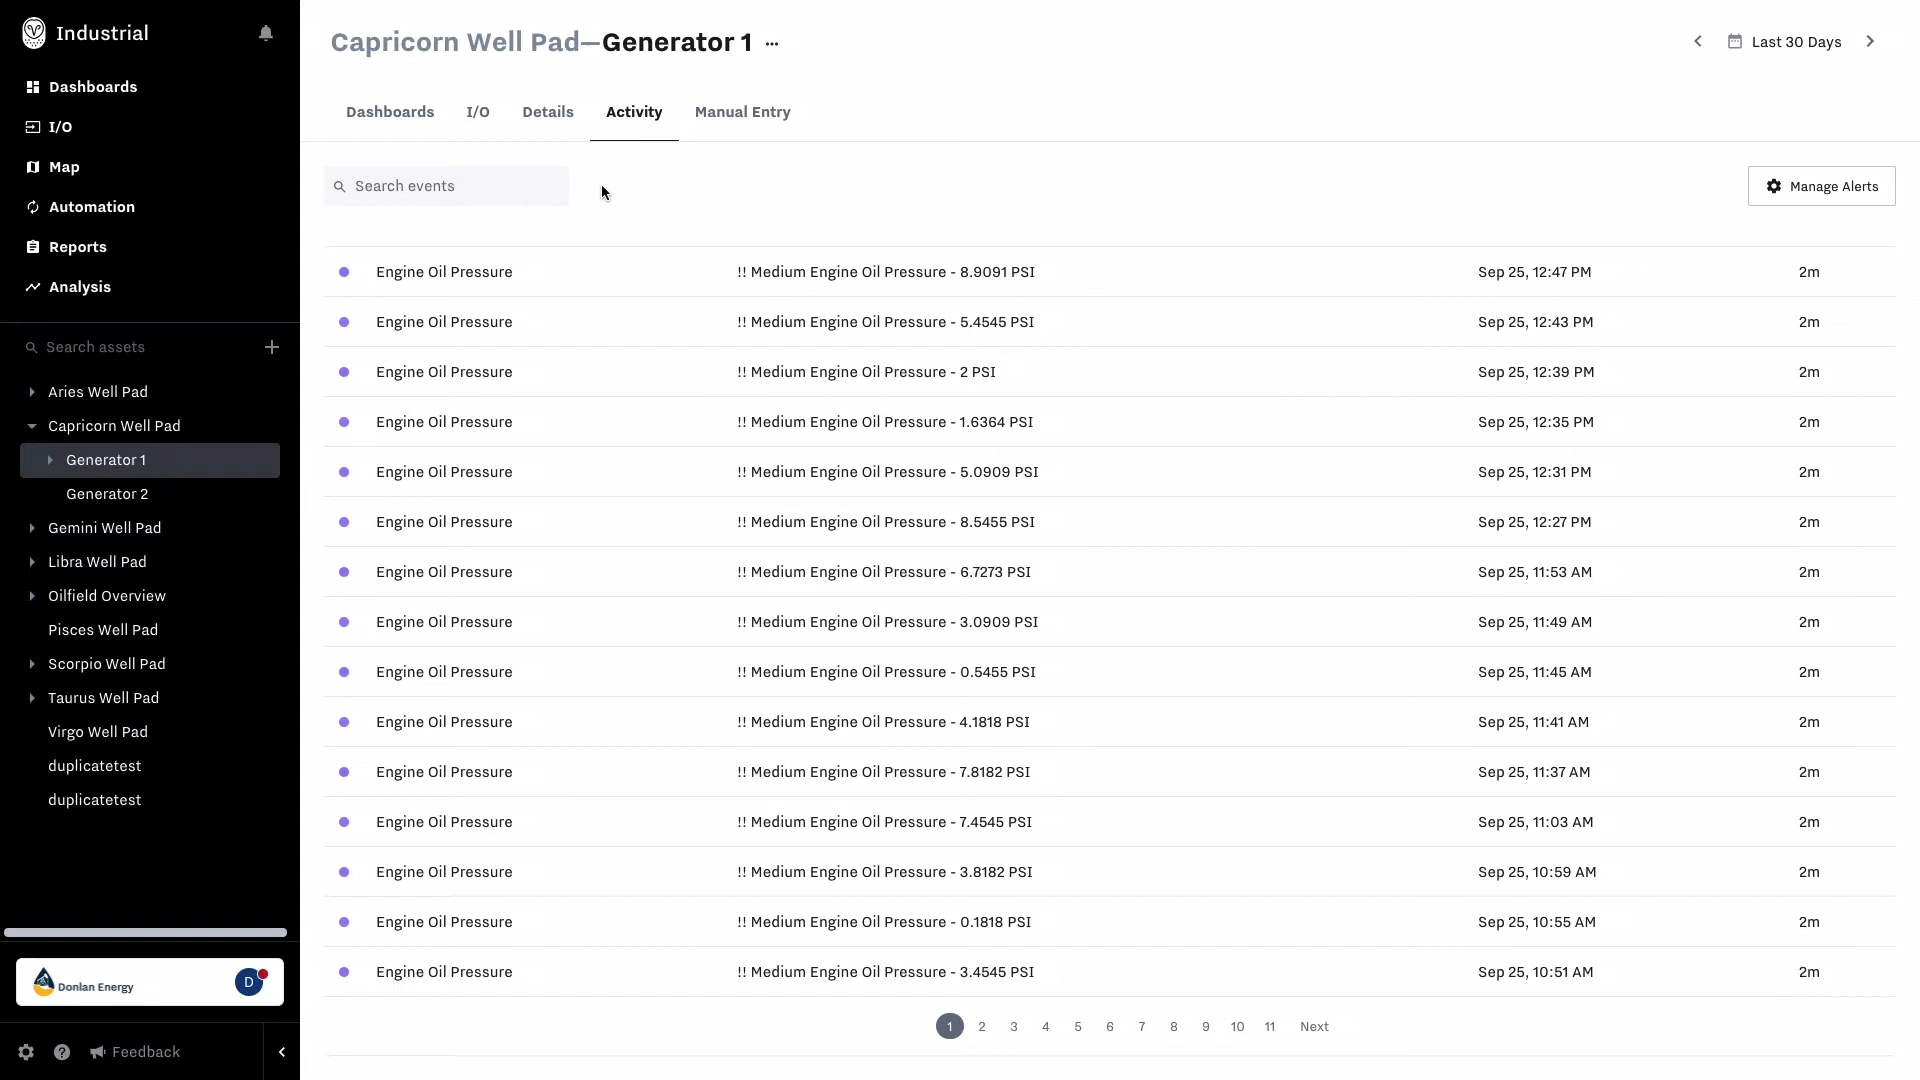 Industrial
Dashboards
I/O
Map
Automation
Reports
Analysis
Search assets
Aries Well Pad
Capricorn Well Pad
Generator 1
Generator 2
Gemini Well Pad
Libra Well Pad
Oilfield Overview
Pisces Well Pad
Scorpio Well Pad
Taurus Well Pad
Virgo Well Pad
duplicatetest
duplicatetest
Donlan Energy D
Feedback
Capricorn Well Pad—Generator 1 ...
Last 30 Days
Dashboards I/O Details Activity Manual Entry
Search events
Manage Alerts
Engine Oil Pressure !! Medium Engine Oil Pressure - 8.9091 PSI Sep 25, 12:47 PM 2m
Engine Oil Pressure !! Medium Engine Oil Pressure - 5.4545 PSI Sep 25, 12:43 PM 2m
Engine Oil Pressure !! Medium Engine Oil Pressure - 2 PSI Sep 25, 12:39 PM 2m
Engine Oil Pressure !! Medium Engine Oil Pressure - 1.6364 PSI Sep 25, 12:35 PM 2m
Engine Oil Pressure !! Medium Engine Oil Pressure - 5.0909 PSI Sep 25, 12:31 PM 2m
Engine Oil Pressure !! Medium Engine Oil Pressure - 8.5455 PSI Sep 25, 12:27 PM 2m
Engine Oil Pressure !! Medium Engine Oil Pressure - 6.7273 PSI Sep 25, 11:53 AM 2m
Engine Oil Pressure !! Medium Engine Oil Pressure - 3.0909 PSI Sep 25, 11:49 AM 2m
Engine Oil Pressure !! Medium Engine Oil Pressure - 0.5455 PSI Sep 25, 11:45 AM 2m
Engine Oil Pressure !! Medium Engine Oil Pressure - 4.1818 PSI Sep 25, 11:41 AM 2m
Engine Oil Pressure !! Medium Engine Oil Pressure - 7.8182 PSI Sep 25, 11:37 AM 2m
Engine Oil Pressure !! Medium Engine Oil Pressure - 7.4545 PSI Sep 25, 11:03 AM 2m
Engine Oil Pressure !! Medium Engine Oil Pressure - 3.8182 PSI Sep 25, 10:59 AM 2m
Engine Oil Pressure !! Medium Engine Oil Pressure - 0.1818 PSI Sep 25, 10:55 AM 2m
Engine Oil Pressure !! Medium Engine Oil Pressure - 3.4545 PSI Sep 25, 10:51 AM 2m
1 2 3 4 5 6 7 8 9 10 11 Next